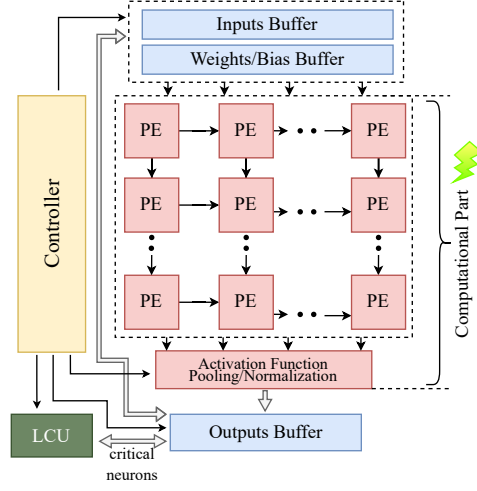 Inputs Buffer
Weights/Bias Buffer
Controller
PE
PE
PE
PE
PE
PE
PE
PE
PE
Computational Part
Activation Function
Pooling/Normalization
LCU
critical
neurons
Outputs Buffer